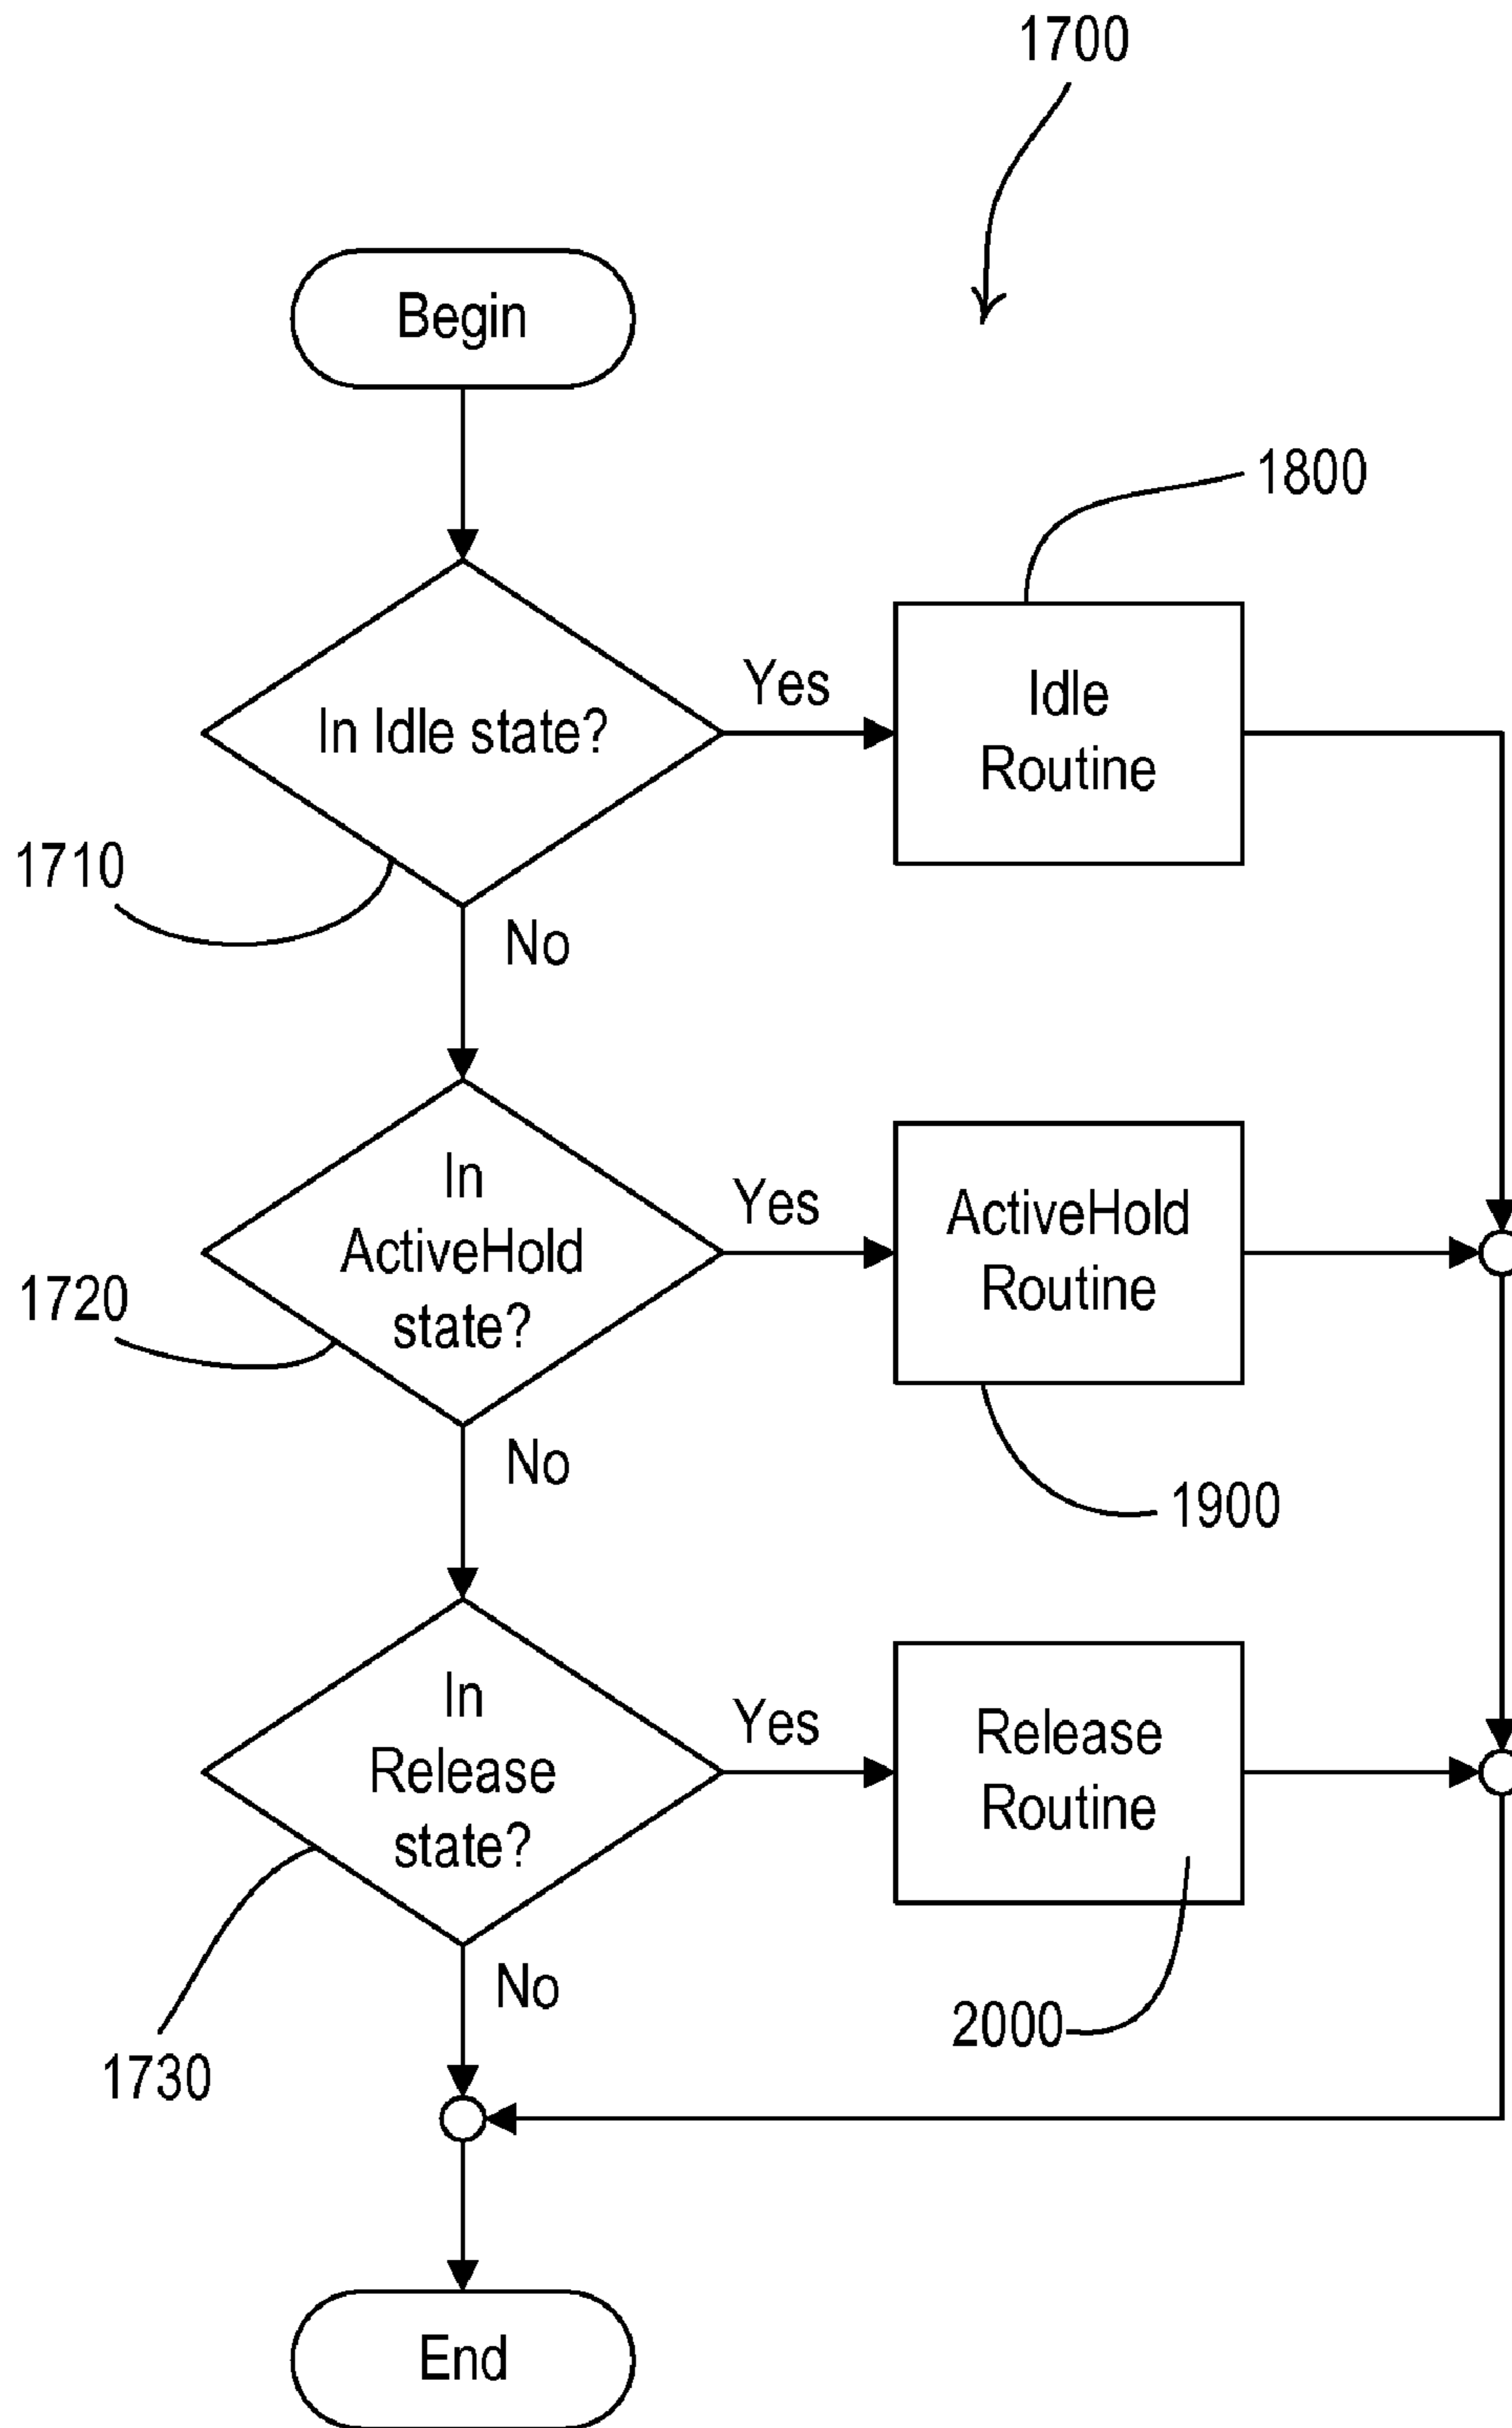 1700
Begin
1800
In Idle state?
Yes
Idle
Routine
1710
No
In
ActiveHold
state?
Yes
ActiveHold
Routine
1720
No
1900
In
Release
state?
Yes
Release
Routine
No
2000
1730
End